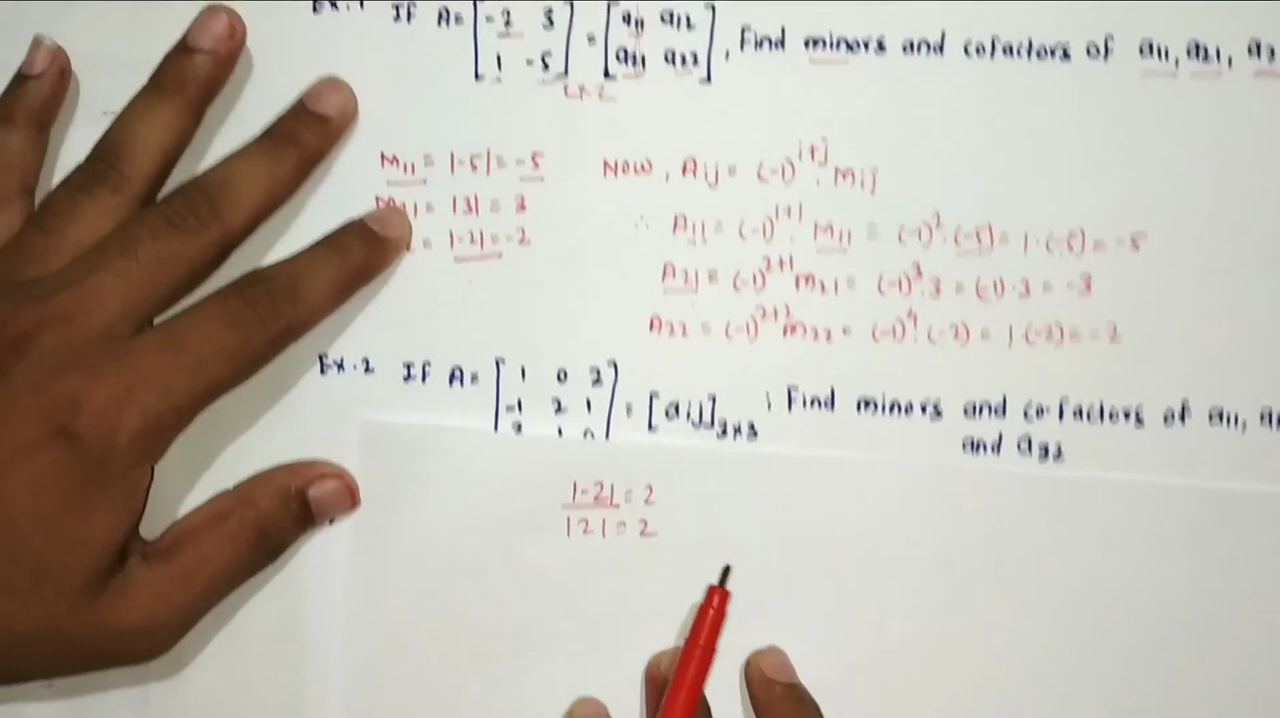 Ex.1 If A= [-2 3] = [a11 a12], Find minors and cofactors of a11, a21,
[1 -5] [a21 a22]
2×2
M11 = |-5| = -5
= |3| = 3
= |-2| = -2
Now, Aij = (-1)^i+j . Mij
∴ A11 = (-1)^1+1 . M11 = (-1)^2 . (-5) = 1 . (-5) = -5
A21 = (-1)^2+1 M21 = (-1)^3 . 3 = (-1) . 3 = -3
A22 = (-1)^2+2 M22 = (-1)^4 . (-2) = 1 . (-2) = -2
Ex.2 If A= [1 0 2]
[-1 2 1] = [aij]3×3 ; Find minors and co-factors of a11,
and
|-2| = 2
|2| = 2